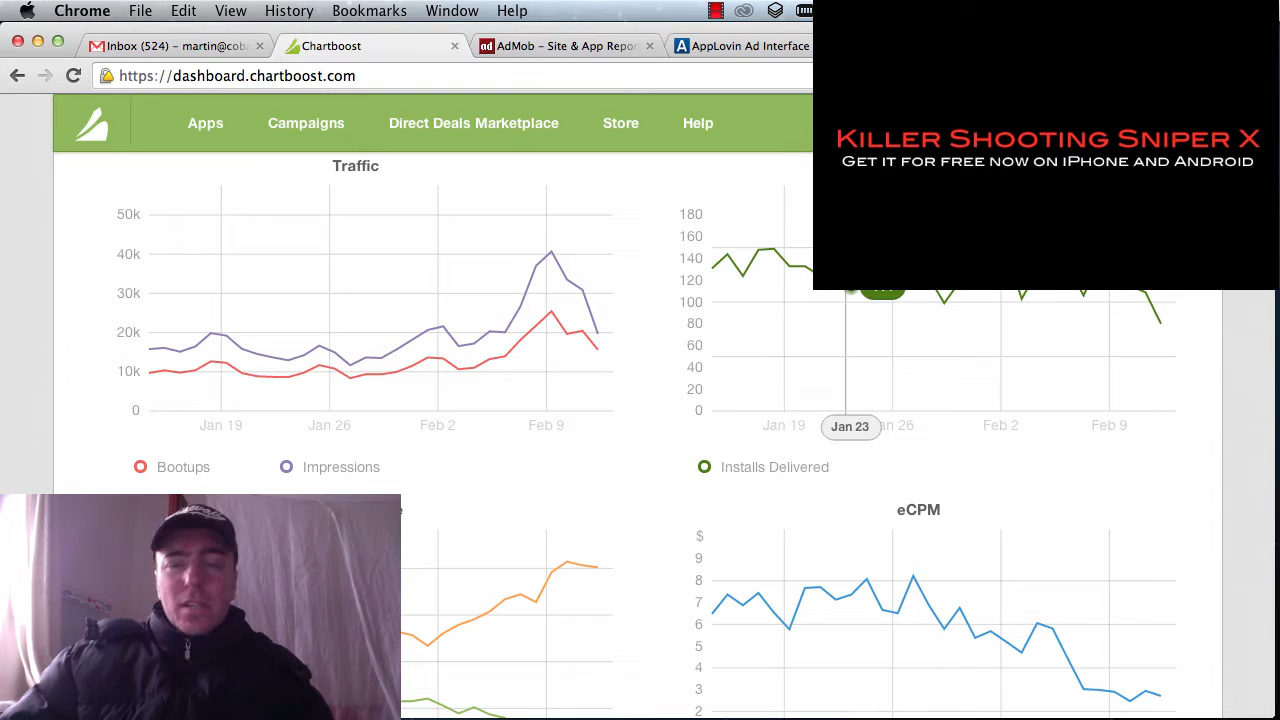 Chrome File Edit View History Bookmarks Window Help
Inbox (524) – martin@cob
Chartboost
AdMob – Site & App Repor
AppLovin Ad Interface
https://dashboard.chartboost.com
Apps Campaigns Direct Deals Marketplace Store Help
KILLER SHOOTING SNIPER X
GET IT FOR FREE NOW ON IPHONE AND ANDROID
Traffic
50k
40k
30k
20k
10k
0
Jan 19 Jan 26 Feb 2 Feb 9
Bootups Impressions
180
160
140
120
100
80
60
40
20
0
Jan 19 Jan 23 an 26 Feb 2 Feb 9
Installs Delivered
eCPM
$
9
8
7
6
5
4
3
2